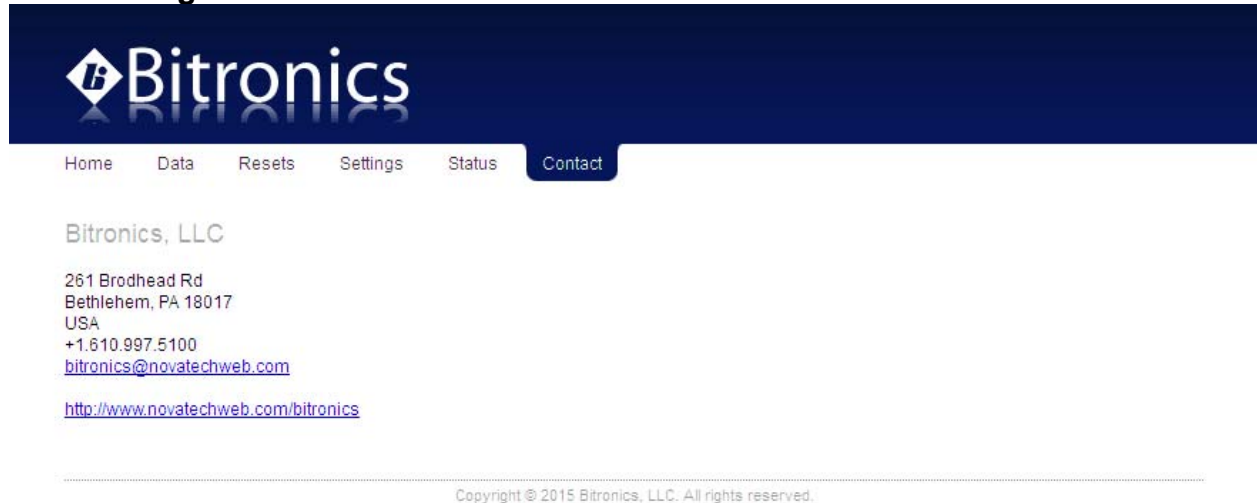 Bitronics
Home Data Resets Settings Status Contact
Bitronics, LLC
261 Brodhead Rd
Bethlehem, PA 18017
USA
+1.610.997.5100
bitronics@novatechweb.com
http://www.novatechweb.com/bitronics
Copyright © 2015 Bitronics, LLC. All rights reserved.